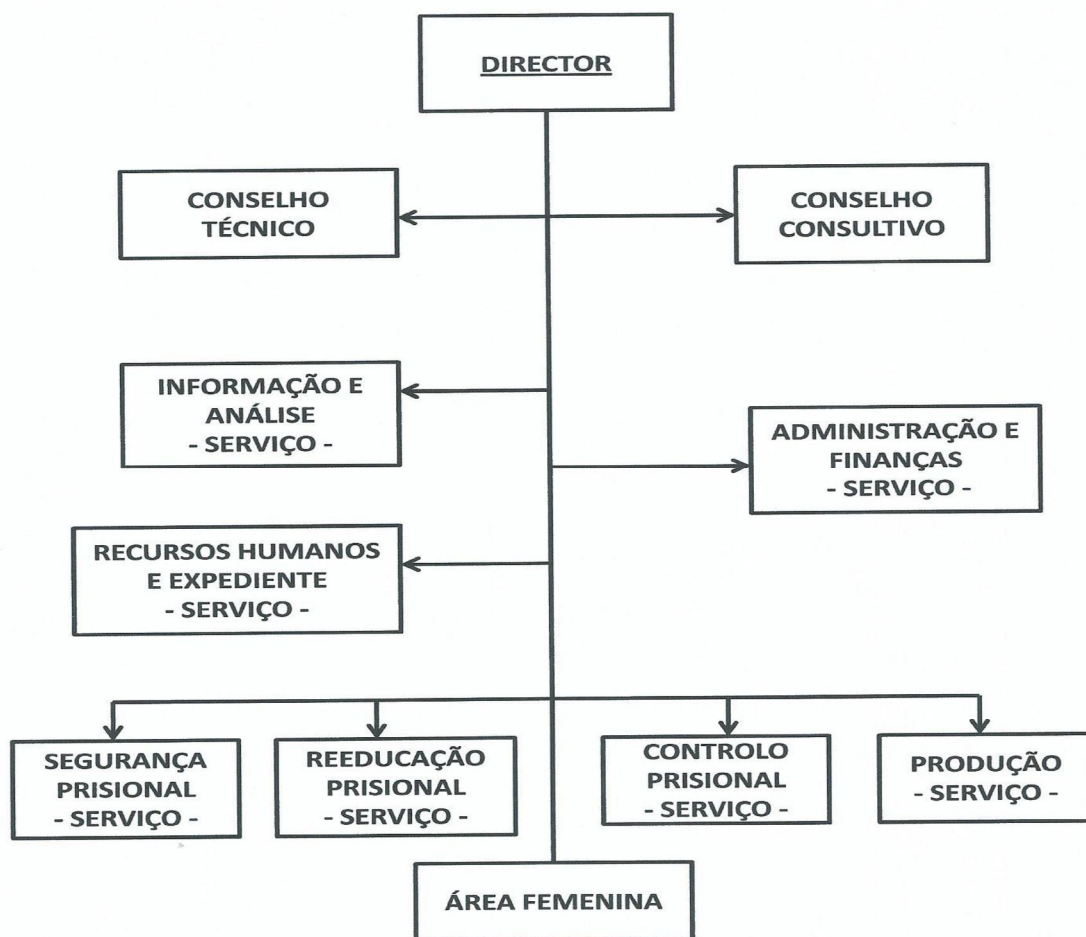 DIRECTOR
CONSELHO
TÉCNICO
CONSELHO
CONSULTIVO
INFORMAÇÃO E
ANÁLISE
- SERVIÇO -
ADMINISTRAÇÃO E
FINANÇAS
- SERVIÇO -
RECURSOS HUMANOS
E EXPEDIENTE
- SERVIÇO -
SEGURANÇA
PRISIONAL
- SERVIÇO -
REEDUCAÇÃO
PRISIONAL
- SERVIÇO -
CONTROLO
PRISIONAL
- SERVIÇO -
PRODUÇÃO
- SERVIÇO -
ÁREA FEMENINA